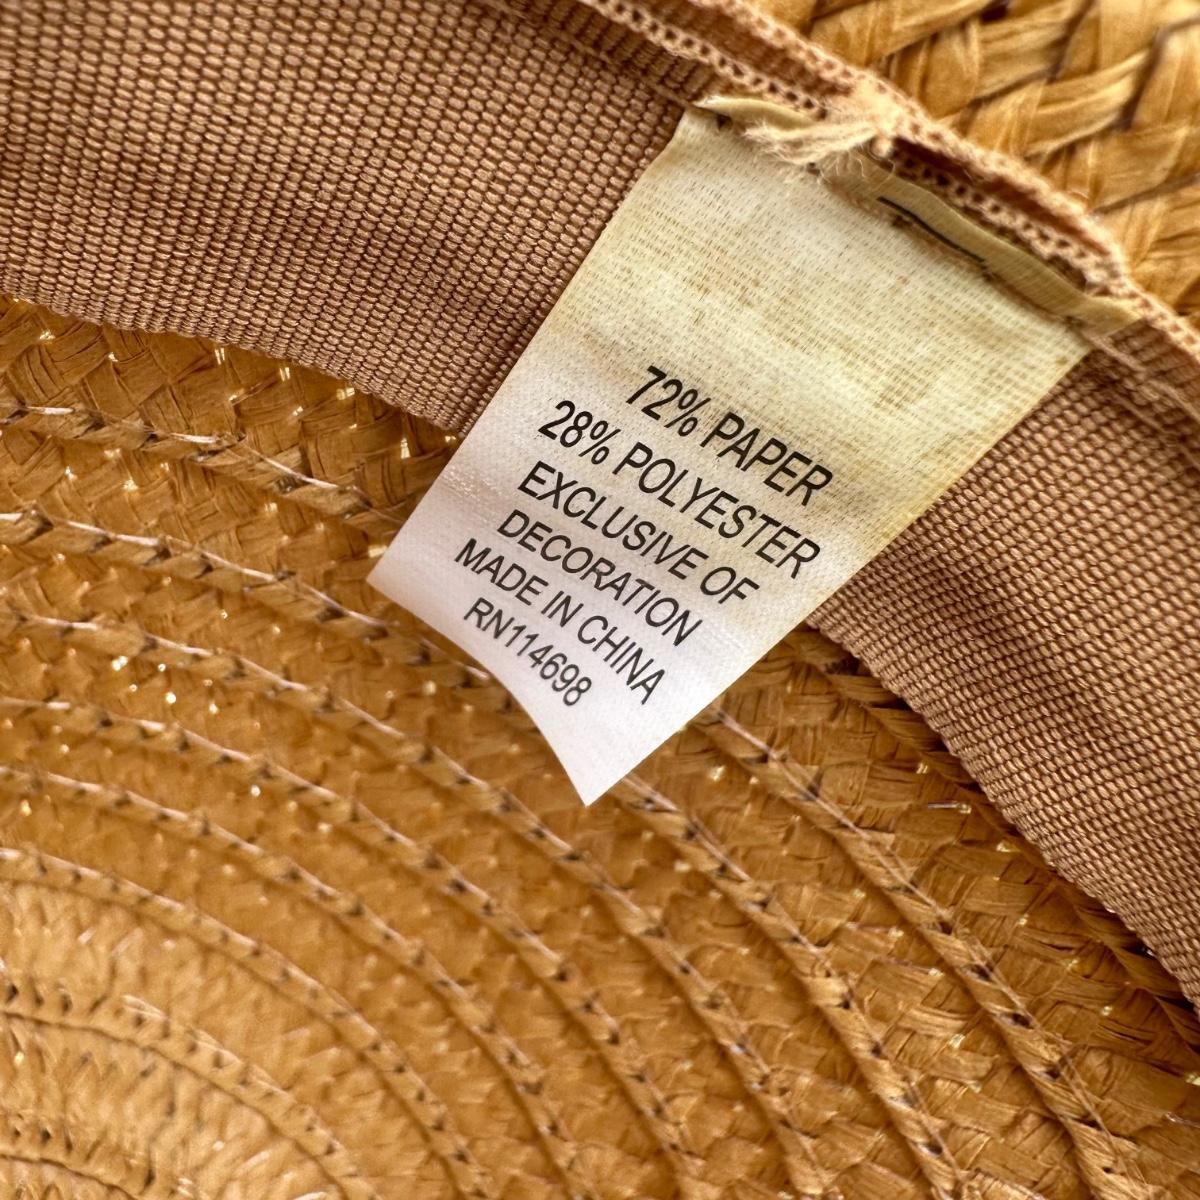 72% PAPER
28% POLYESTER
EXCLUSIVE OF
DECORATION
MADE IN CHINA
RN114698